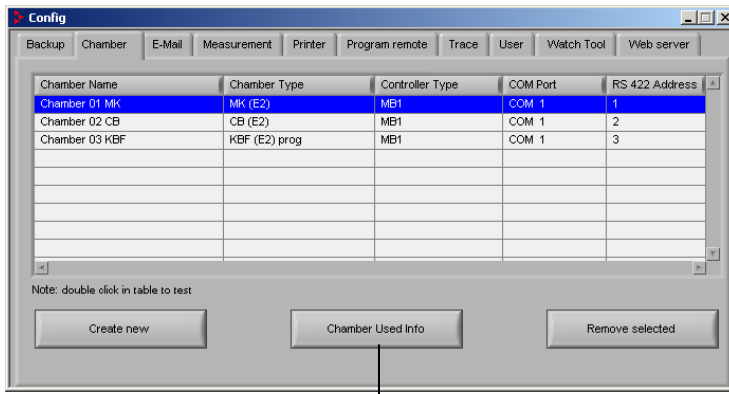 Config
Backup Chamber E-Mail Measurement Printer Program remote Trace User Watch Tool Web server
Chamber Name Chamber Type Controller Type COM Port RS 422 Address
Chamber 01 MK MK (E2) MB1 COM 1 1
Chamber 02 CB CB (E2) MB1 COM 1 2
Chamber 03 KBF KBF (E2) prog MB1 COM 1 3
Note: double click in table to test
Create new Chamber Used Info Remove selected